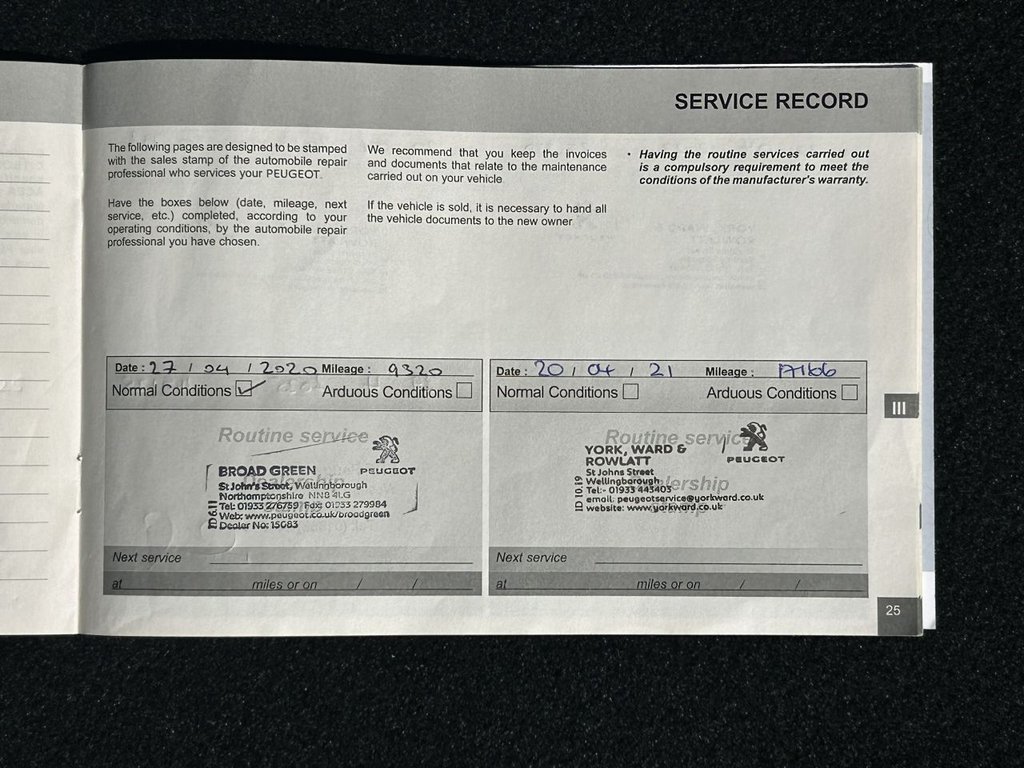 SERVICE RECORD
The following pages are designed to be stamped
with the sales stamp of the automobile repair
professional who services your PEUGEOT.
Have the boxes below (date, mileage, next
service, etc.) completed, according to your
operating conditions, by the automobile repair
professional you have chosen.
We recommend that you keep the invoices
and documents that relate to the maintenance
carried out on your vehicle.
If the vehicle is sold, it is necessary to hand all
the vehicle documents to the new owner.
• Having the routine services carried out
is a compulsory requirement to meet the
conditions of the manufacturer's warranty.
Date : 27 / 04 / 2020 Mileage : 9320
Normal Conditions Arduous Conditions
Routine service
PEUGEOT
BROAD GREEN
St John's Street, Wellingborough
Northamptonshire NN8 4LG
Tel: 01933 276759 Fax: 01933 279984
Web: www.peugeot.co.uk/broadgreen
Dealer No: 15083
Next service
at miles or on / /
Date : 20 / 04 / 21 Mileage :
Normal Conditions Arduous Conditions
Routine service
PEUGEOT
YORK, WARD &
ROWLATT
St Johns Street
Wellingborough
Tel:- 01933 443403
email: peugeotservice@yorkward.co.uk
website: www.yorkward.co.uk
ID 10.19
Dealership
Next service
at miles or on / /
III
25